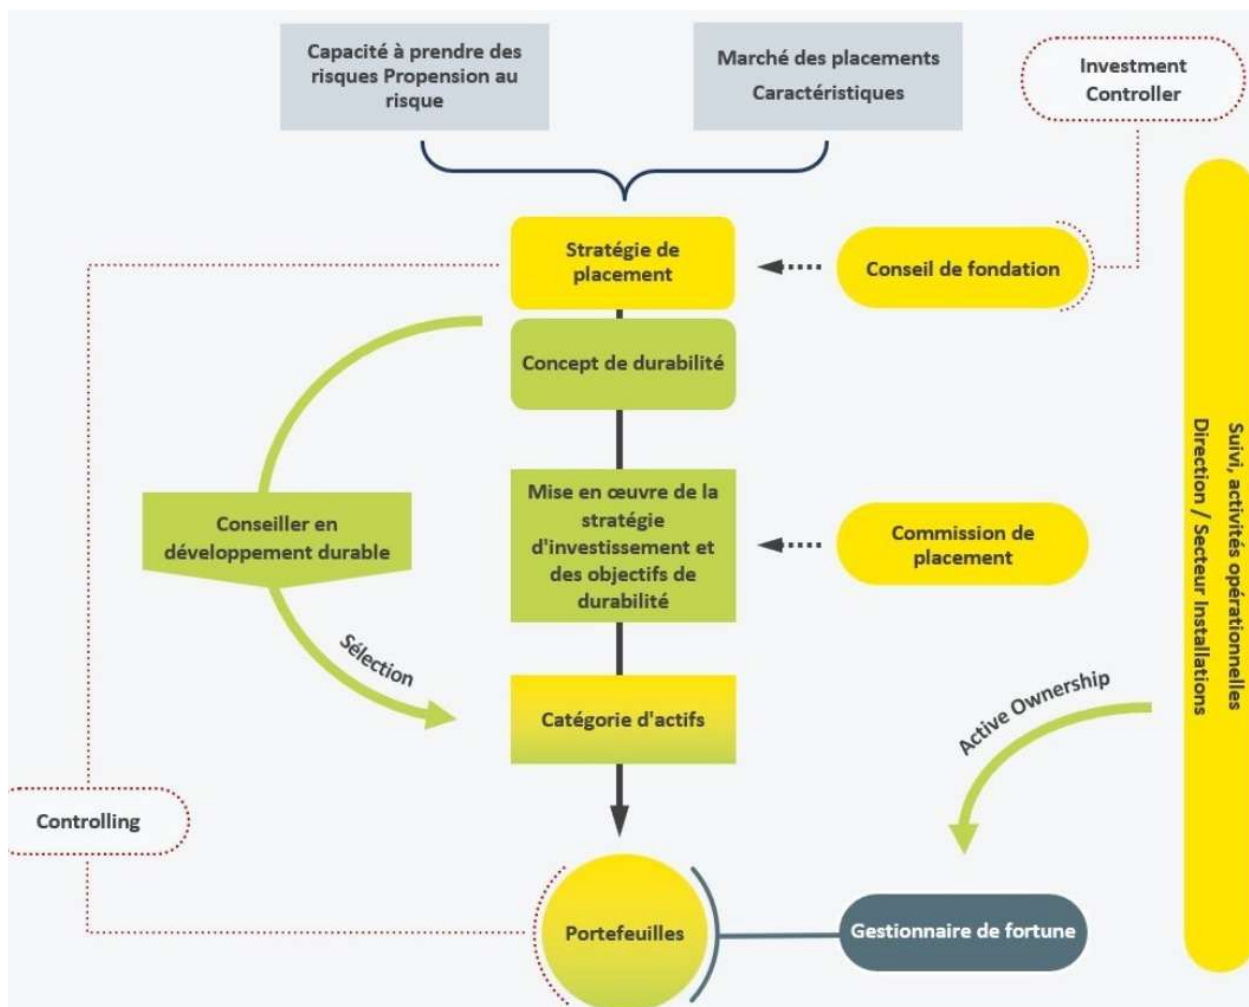 Capacité à prendre des
risques Propension au
risque
Marché des placements
Caractéristiques
Investment
Controller
Stratégie de
placement
Conseil de fondation
Concept de durabilité
Conseiller en
développement durable
Mise en œuvre de la
stratégie
d'investissement et
des objectifs de
durabilité
Commission de
placement
Suivi, activités opérationnelles
Direction / Secteur Installations
Sélection
Catégorie d'actifs
Active Ownership
Controlling
Portefeuilles
Gestionnaire de fortune